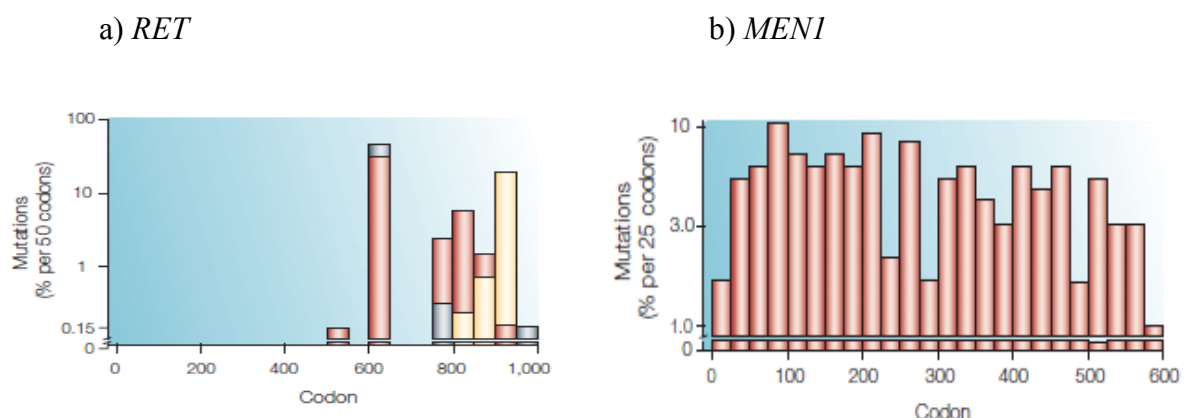 a) RET
b) MEN1
Mutations
(% per 50 codons)
100
10
1
0.15
0
0 200 400 600 800 1,000
Codon
Mutations
(% per 25 codons)
10
3.0
1.0
0
0 100 200 300 400 500 600
Codon